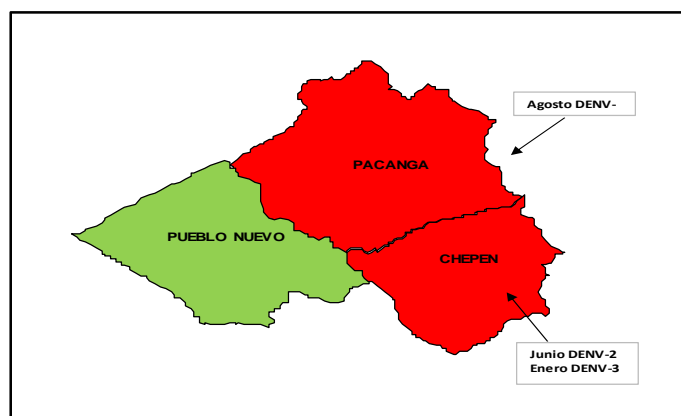 Agosto DENV-
PACANGA
PUEBLO NUEVO
CHEPEN
Junio DENV-2
Enero DENV-3